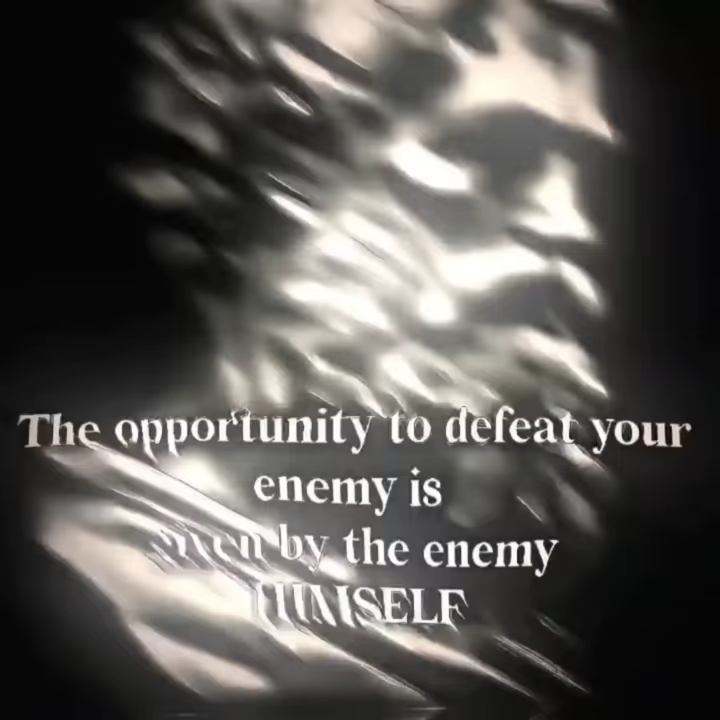 The opportunity to defeat your
enemy is
given by the enemy
HIMSELF